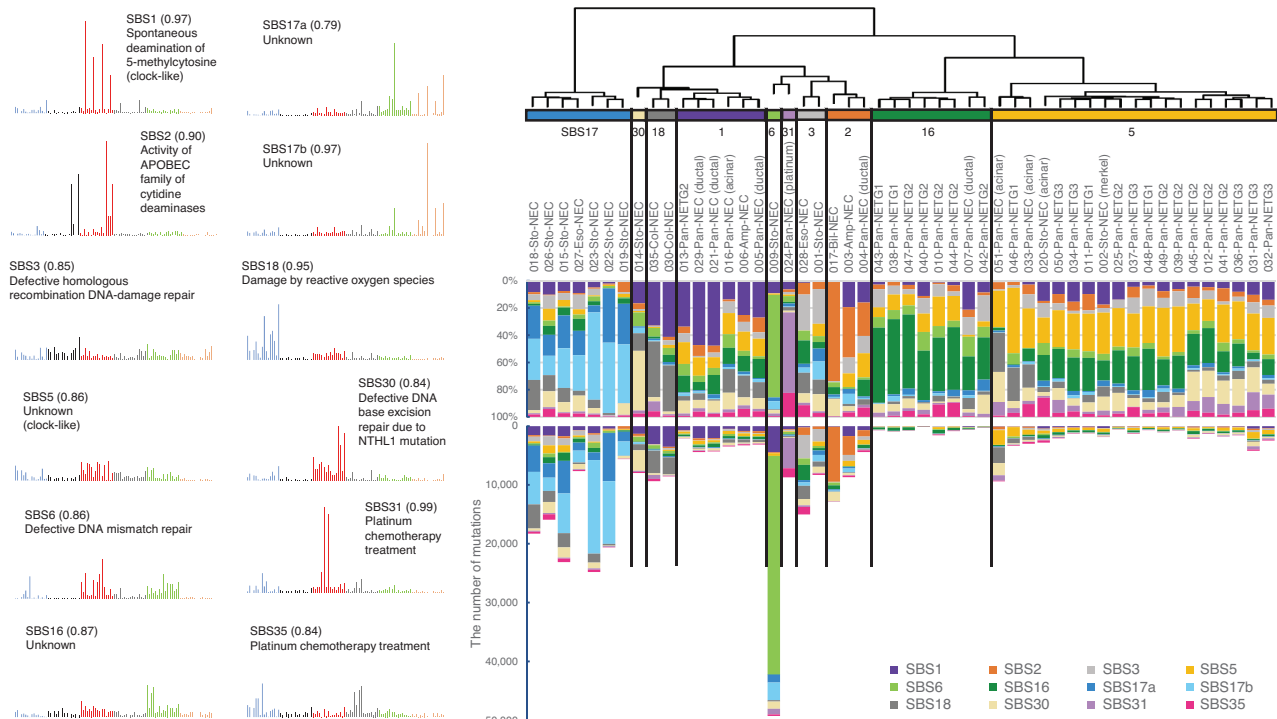 SBS1 (0.97)
Spontaneous
deamination of
5-methylcytosine
(clock-like)
SBS17a (0.79)
Unknown
SBS2 (0.90)
Activity of
APOBEC
family of
cytidine
deaminases
SBS17b (0.97)
Unknown
SBS3 (0.85)
Defective homologous
recombination DNA-damage repair
SBS18 (0.95)
Damage by reactive oxygen species
SBS5 (0.86)
Unknown
(clock-like)
SBS30 (0.84)
Defective DNA
base excision
repair due to
NTHL1 mutation
SBS6 (0.86)
Defective DNA mismatch repair
SBS31 (0.99)
Platinum
chemotherapy
treatment
SBS16 (0.87)
Unknown
SBS35 (0.84)
Platinum chemotherapy treatment
SBS17 30 18 1 6 31 3 2 16 5
018-Sto-NEC
026-Sto-NEC
015-Sto-NEC
027-Eso-NEC
023-Sto-NEC
022-Sto-NEC
019-Sto-NEC
014-Sto-NEC
035-Col-NEC
030-Col-NEC
013-Pan-NETG2
029-Pan-NEC (ductal)
021-Pan-NEC (ductal)
016-Pan-NEC (acinar)
006-Amp-NEC
005-Pan-NEC (ductal)
009-Sto-NEC
024-Pan-NEC (platinum)
028-Eso-NEC
001-Sto-NEC
017-Bil-NEC
003-Amp-NEC
004-Pan-NEC (ductal)
043-Pan-NETG1
038-Pan-NETG1
047-Pan-NETG2
040-Pan-NETG2
010-Pan-NETG2
044-Pan-NETG2
007-Pan-NEC (ductal)
042-Pan-NETG2
051-Pan-NEC (acinar)
046-Pan-NETG1
033-Pan-NEC (acinar)
020-Sto-NEC (acinar)
050-Pan-NETG3
034-Pan-NETG3
011-Pan-NETG1
002-Sto-NEC (merkel)
025-Pan-NETG2
037-Pan-NETG3
048-Pan-NETG1
049-Pan-NETG2
039-Pan-NETG2
045-Pan-NETG2
012-Pan-NETG2
041-Pan-NETG2
036-Pan-NETG3
031-Pan-NETG3
032-Pan-NETG3
0%
20%
40%
60%
80%
100%
0
10,000
20,000
30,000
40,000
The number of mutations
SBS1 SBS2 SBS3 SBS5
SBS6 SBS16 SBS17a SBS17b
SBS18 SBS30 SBS31 SBS35